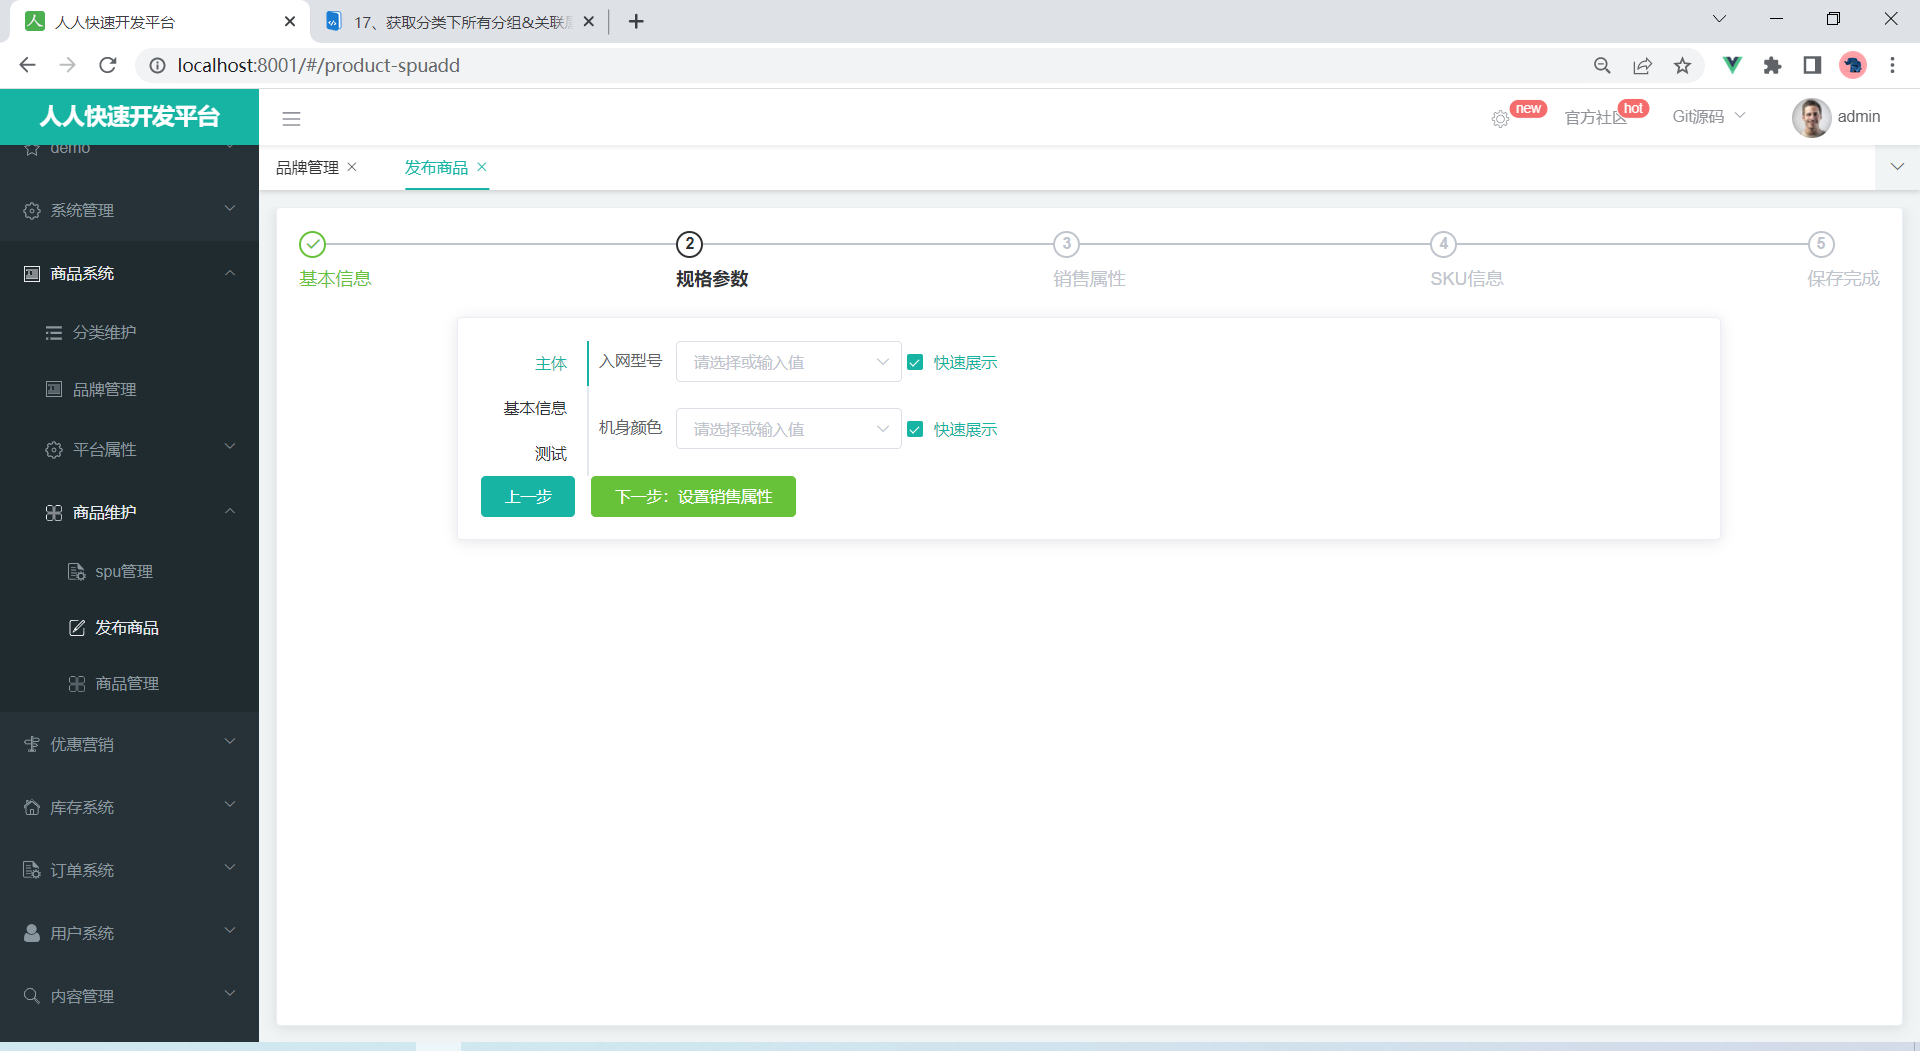 人人快速开发平台
17、获取分类下所有分组&关联
localhost:8001/#/product-spuadd
人人快速开发平台
new
官方社区
hot
Git源码
admin
demo
系统管理
商品系统
分类维护
品牌管理
平台属性
商品维护
spu管理
发布商品
商品管理
优惠营销
库存系统
订单系统
用户系统
内容管理
品牌管理
发布商品
2
3
4
5
基本信息
规格参数
销售属性
SKU信息
保存完成
主体
基本信息
测试
入网型号
请选择或输入值
快速展示
机身颜色
请选择或输入值
快速展示
上一步
下一步：设置销售属性